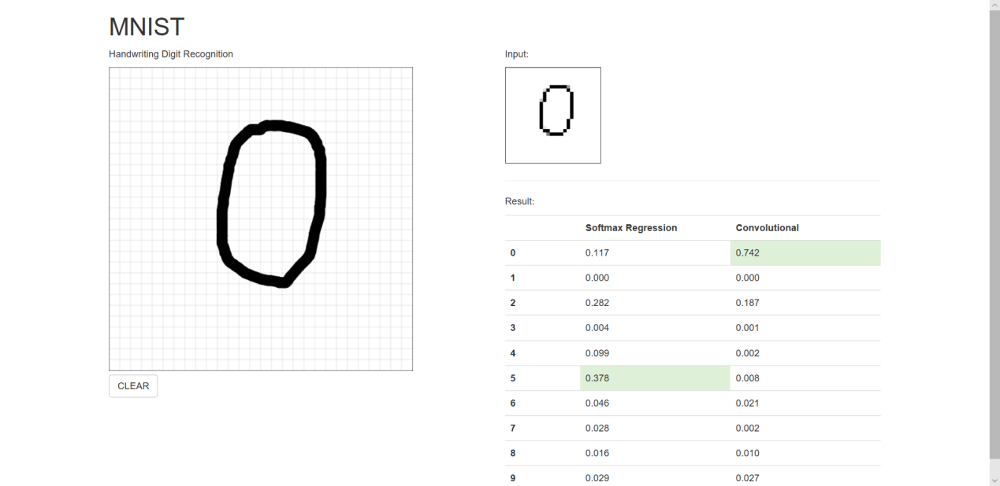 MNIST
Handwriting Digit Recognition
0
CLEAR
Input:
0
Result:
Softmax Regression Convolutional
0 0.117 0.742
1 0.000 0.000
2 0.282 0.187
3 0.004 0.001
4 0.099 0.002
5 0.378 0.008
6 0.046 0.021
7 0.028 0.002
8 0.016 0.010
9 0.029 0.027